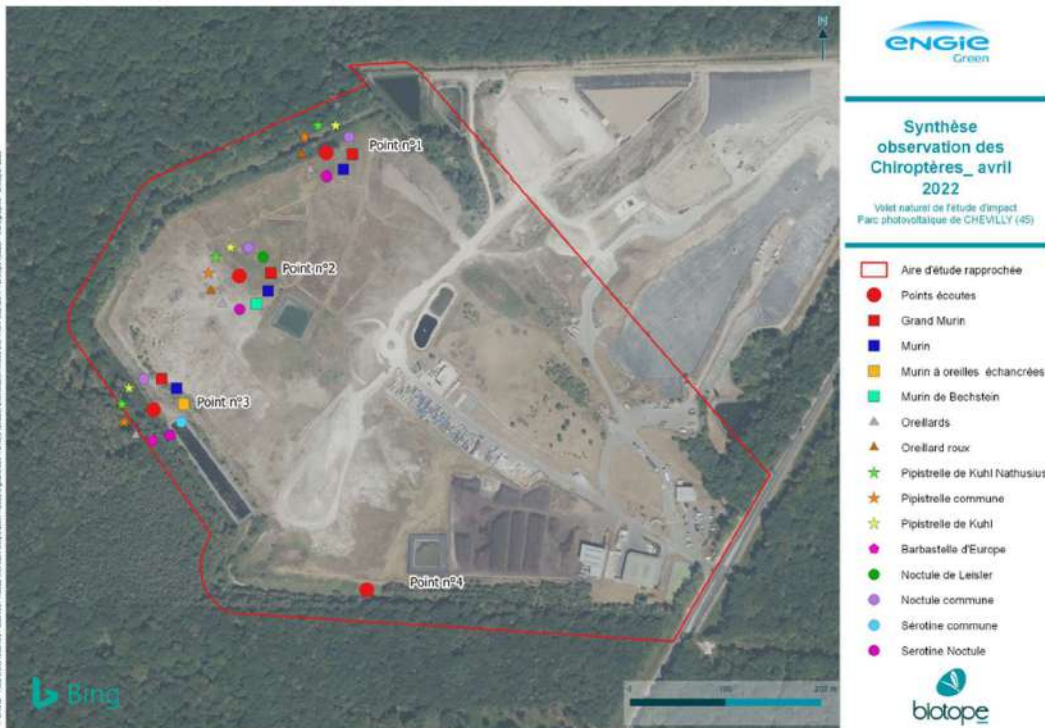 N
Point n°1
Point n°2
Point n°3
Point n°4
Bing
200 m
ENGIE
Green
Synthèse
observation des
Chiroptères_ avril
2022
Volet naturel de l'étude d'impact
Parc photovoltaïque de CHEVILLY (45)
Aire d'étude rapprochée
Points écoutes
Grand Murin
Murin
Murin à oreilles échancrées
Murin de Bechstein
Oreillards
Oreillard roux
Pipistrelle de Kuhl Nathusius
Pipistrelle commune
Pipistrelle de Kuhl
Barbastelle d'Europe
Noctule de Leisler
Noctule commune
Sérotine commune
Serotine Noctule
biotope